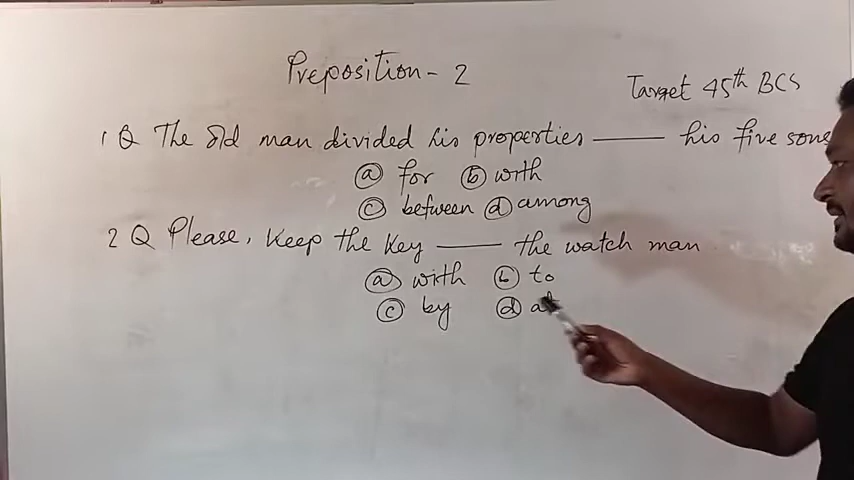 Preposition - 2
Target 45th BCS
1 Q The old man divided his properties —— his five sons
ⓐ for ⓑ with
ⓒ between ⓓ among
2 Q Please, keep the key —— the watch man
ⓐ with ⓑ to
ⓒ by ⓓ